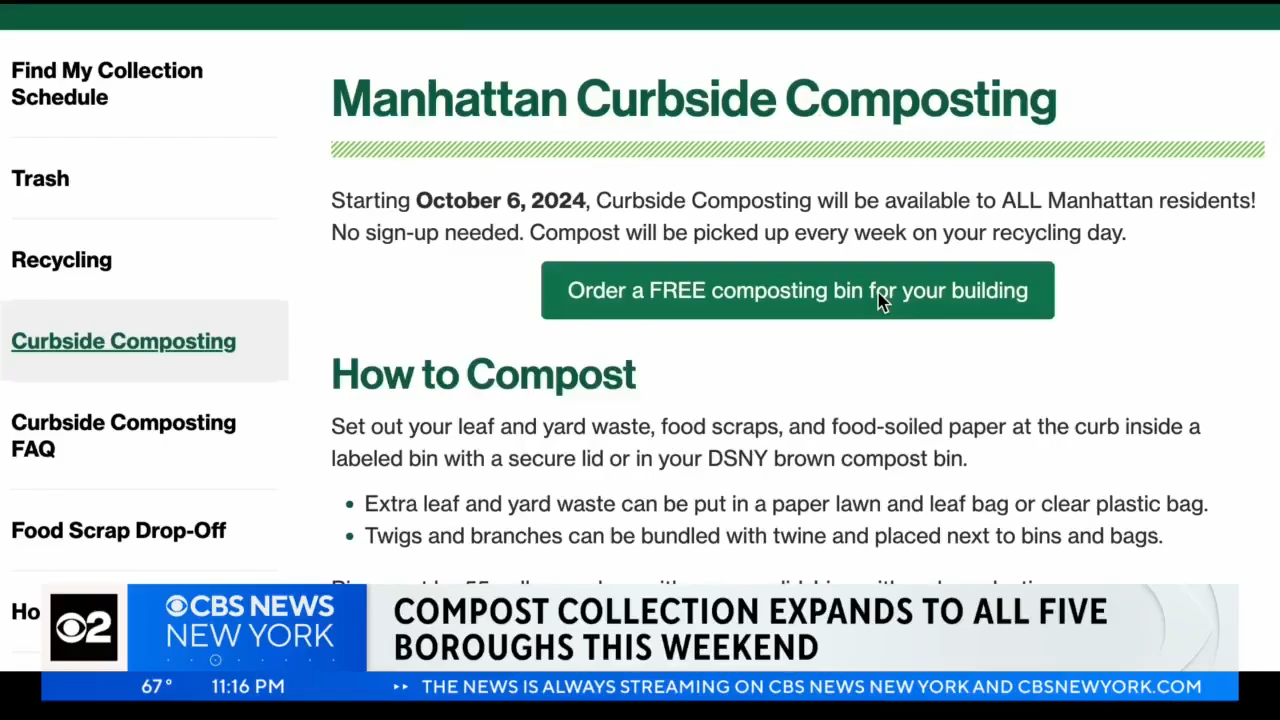 Find My Collection
Schedule
Trash
Recycling
Curbside Composting
Curbside Composting
FAQ
Food Scrap Drop-Off
Ho
Manhattan Curbside Composting
Starting October 6, 2024, Curbside Composting will be available to ALL Manhattan residents!
No sign-up needed. Compost will be picked up every week on your recycling day.
Order a FREE composting bin for your building
How to Compost
Set out your leaf and yard waste, food scraps, and food-soiled paper at the curb inside a
labeled bin with a secure lid or in your DSNY brown compost bin.
• Extra leaf and yard waste can be put in a paper lawn and leaf bag or clear plastic bag.
• Twigs and branches can be bundled with twine and placed next to bins and bags.
2
CBS NEWS
NEW YORK
COMPOST COLLECTION EXPANDS TO ALL FIVE
BOROUGHS THIS WEEKEND
67° 11:16 PM
THE NEWS IS ALWAYS STREAMING ON CBS NEWS NEW YORK AND CBSNEWYORK.COM